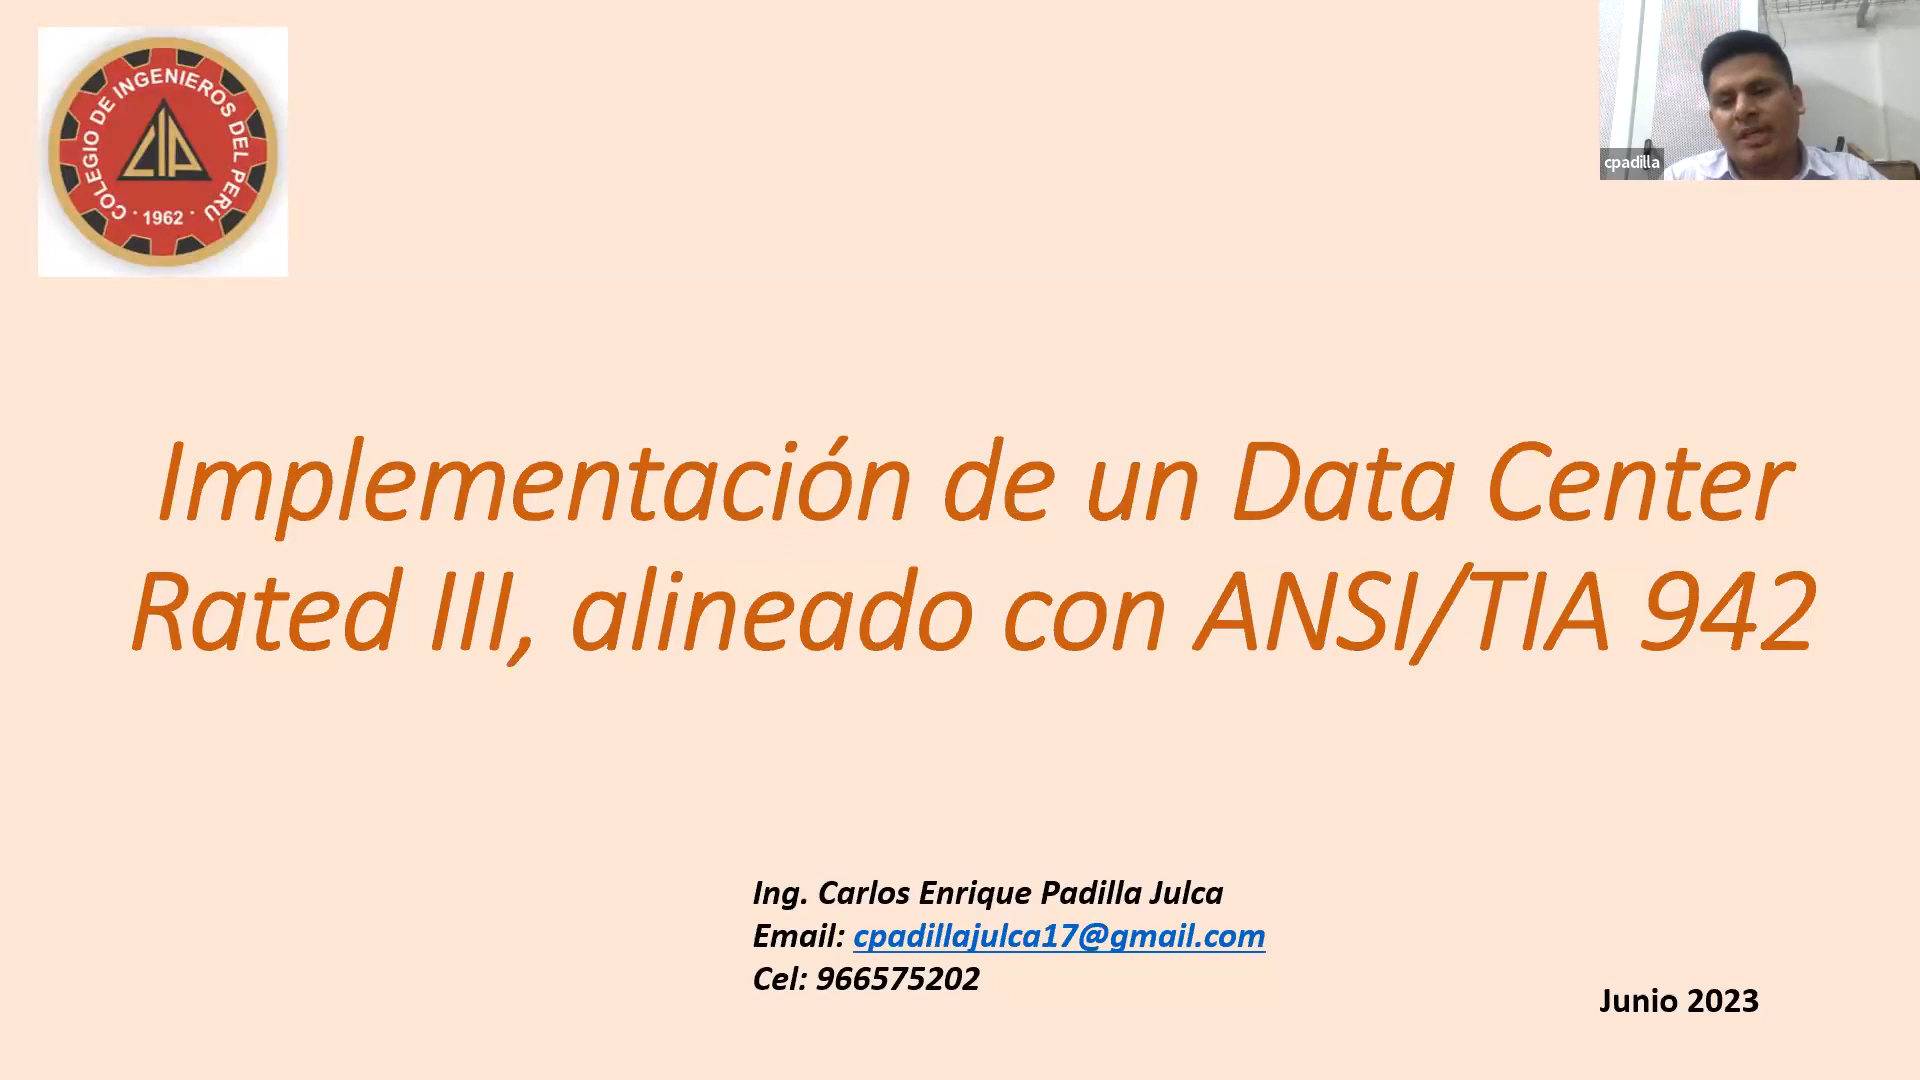 COLEGIO DE INGENIEROS DEL PERU
CIP
· 1962 ·
cpadilla
Implementación de un Data Center
Rated III, alineado con ANSI/TIA 942
Ing. Carlos Enrique Padilla Julca
Email: cpadillajulca17@gmail.com
Cel: 966575202
Junio 2023